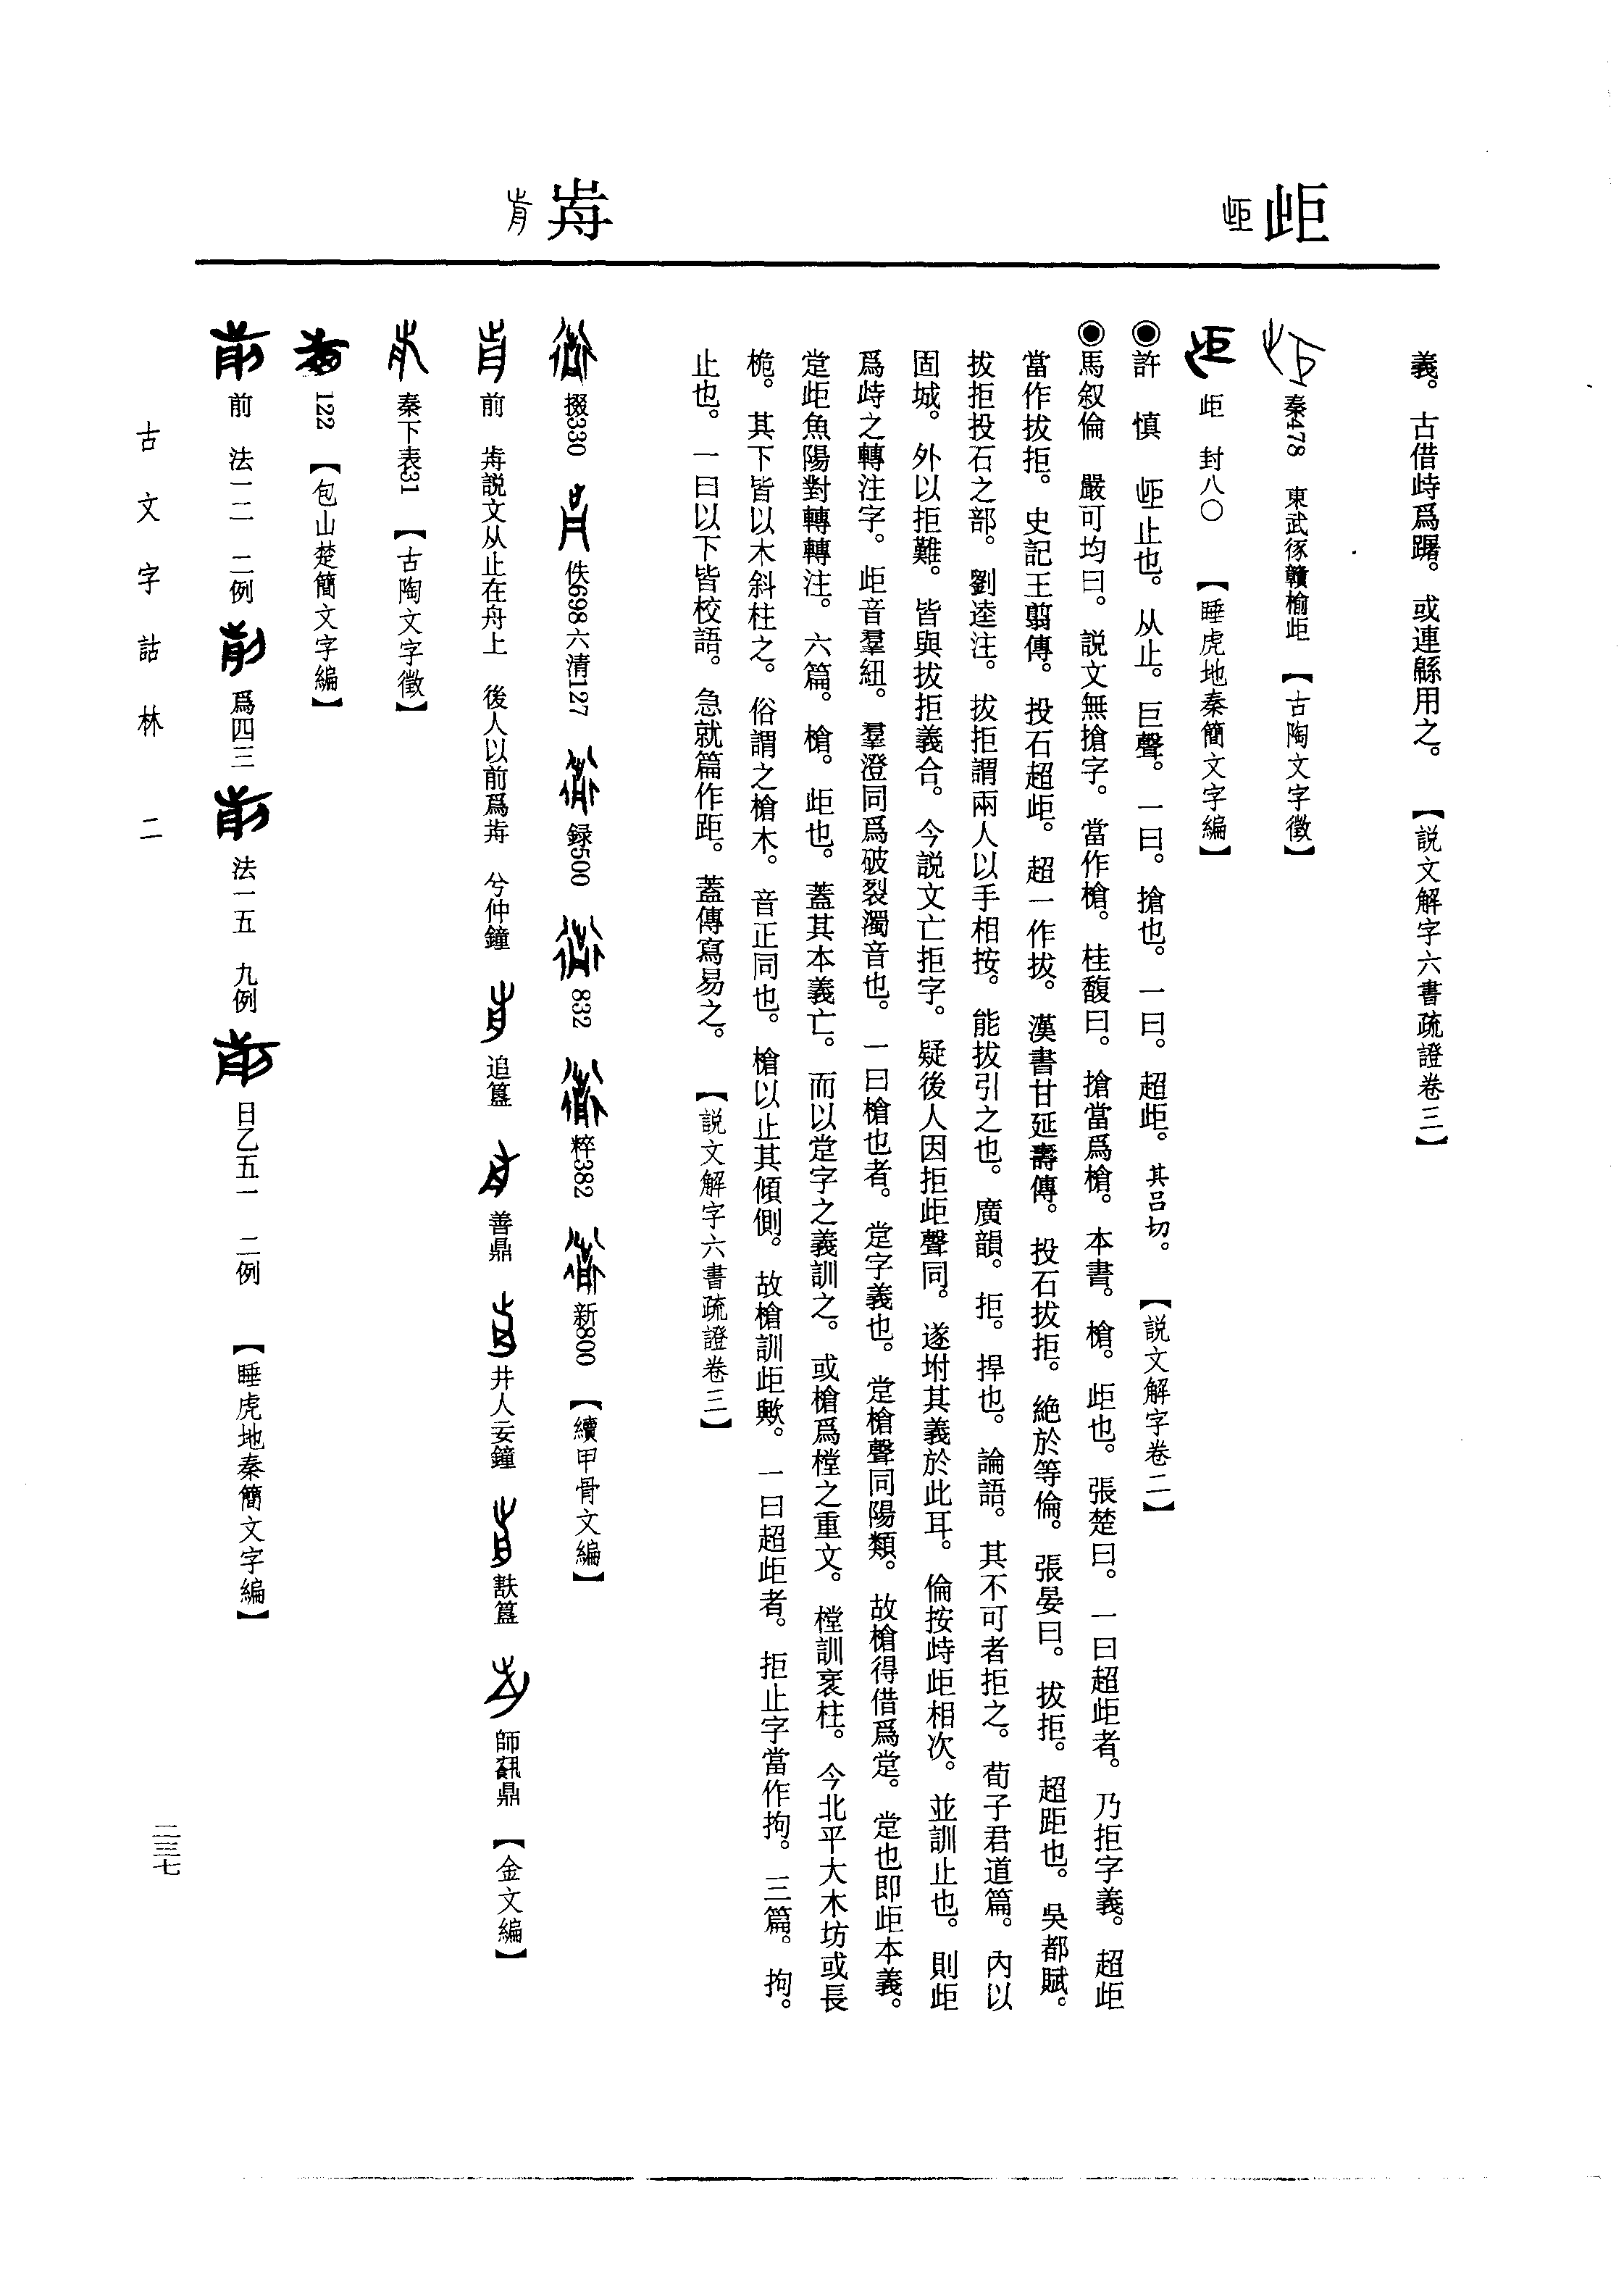 歫
歬
義。古借峙爲躇。或連緜用之。【説文解字六書疏證卷三】
秦478 東武㒸贛榆歫【古陶文字徵】
歫 封八〇【睡虎地秦簡文字編】
◉許 慎 歫止也。从止。巨聲。一曰。搶也。一曰。超歫。其呂切。【説文解字卷二】
◉馬叙倫 嚴可均曰。説文無搶字。當作槍。桂馥曰。搶當爲槍。本書。槍。歫也。張楚曰。一曰超歫者。乃拒字義。超歫
當作拔拒。史記王翦傳。投石超歫。超一作拔。漢書甘延壽傳。投石拔拒。絶於等倫。張晏曰。拔拒。超距也。吳都賦。
拔拒投石之部。劉逵注。拔拒謂兩人以手相按。能拔引之也。廣韻。拒。捍也。論語。其不可者拒之。荀子君道篇。內以
固城。外以拒難。皆與拔拒義合。今説文亡拒字。疑後人因拒歫聲同。遂坿其義於此耳。倫按歭歫相次。並訓止也。則歫
爲歭之轉注字。歫音羣紐。羣澄同爲破裂濁音也。一曰槍也者。堂字義也。堂槍聲同陽類。故槍得借爲堂。堂也即歫本義。
堂歫魚陽對轉轉注。六篇。槍。歫也。蓋其本義亡。而以堂字之義訓之。或槍爲樘之重文。樘訓衺柱。今北平大木坊或長
桅。其下皆以木斜柱之。俗謂之槍木。音正同也。槍以止其傾側。故槍訓歫歟。一曰超歫者。拒止字當作拘。三篇。拘。
止也。一曰以下皆校語。急就篇作距。蓋傳寫易之。【説文解字六書疏證卷三】
掇330 佚698 六清127 録500 832 粹382 新800【續甲骨文編】
前 歬説文从止在舟上 後人以前爲歬 兮仲鐘 追簋 善鼎 井人妄鐘 㝬簋 師𩛥鼎【金文編】
秦下表31【古陶文字徵】
122【包山楚簡文字編】
前 法一二 二例 爲四三 法一五 九例 日乙五一 二例【睡虎地秦簡文字編】
古文字詁林 二
二三七